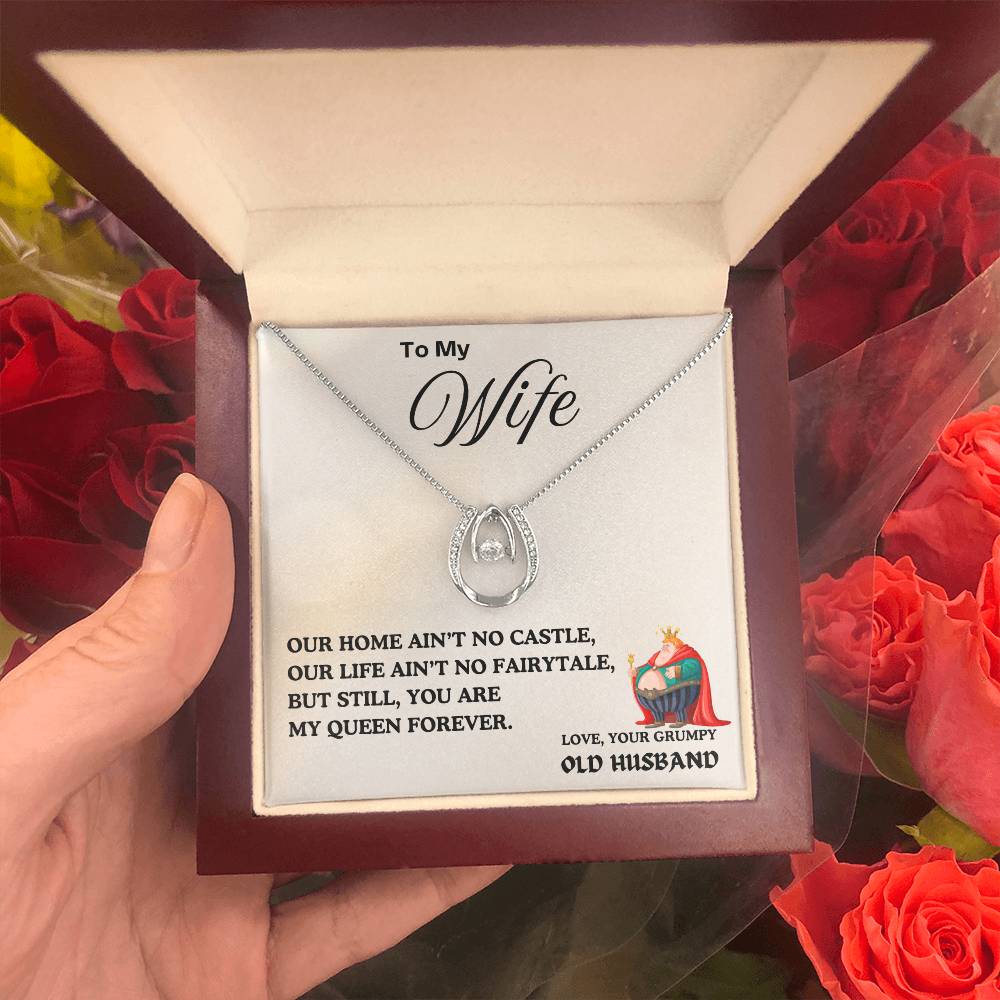 To My
Wife
OUR HOME AIN'T NO CASTLE,
OUR LIFE AIN'T NO FAIRYTALE,
BUT STILL, YOU ARE
MY QUEEN FOREVER.
LOVE, YOUR GRUMPY
OLD HUSBAND